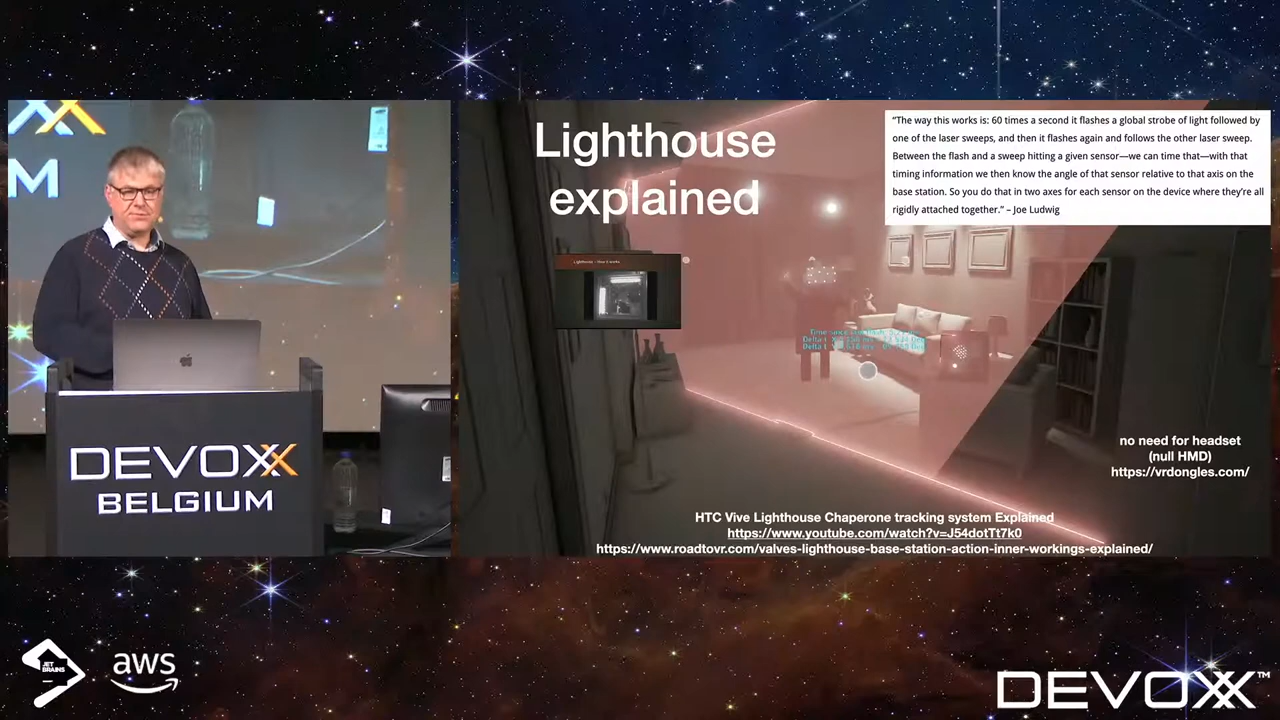 M
DEVOXX
BELGIUM
Lighthouse
explained
“The way this works is: 60 times a second it flashes a global strobe of light followed by
one of the laser sweeps, and then it flashes again and follows the other laser sweep.
Between the flash and a sweep hitting a given sensor—we can time that—with that
timing information we then know the angle of that sensor relative to that axis on the
base station. So you do that in two axes for each sensor on the device where they’re all
rigidly attached together.” – Joe Ludwig
Lighthouse - How it works
no need for headset
(null HMD)
https://vrdongles.com/
HTC Vive Lighthouse Chaperone tracking system Explained
https://www.youtube.com/watch?v=J54dotTt7k0
https://www.roadtovr.com/valves-lighthouse-base-station-action-inner-workings-explained/
JET
BRAINS
aws
DEVOXX™